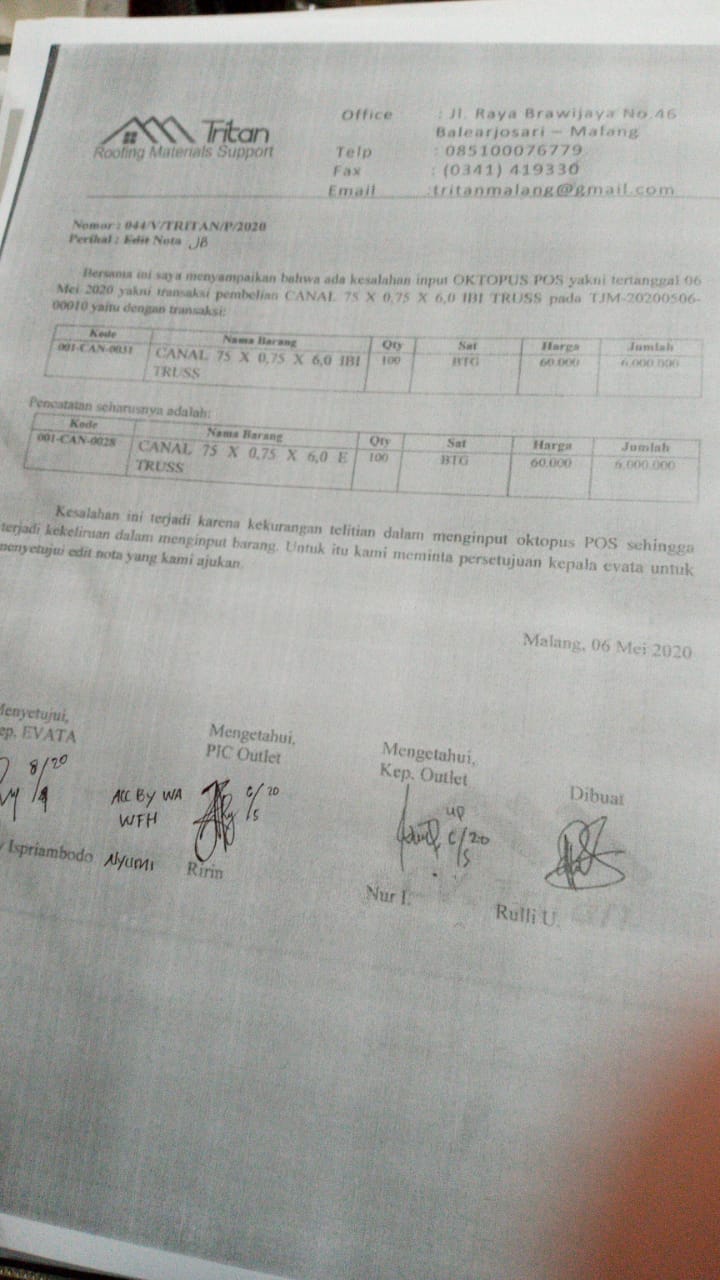 Tritan
Roofing Materials Support
Office : Jl. Raya Brawijaya No.46
Balearjosari – Malang
Telp : 085100076779
Fax : (0341) 419330
Email :tritanmalang@gmail.com
Nomor : 044/V/TRITAN/P/2020
Perihal : Edit Nota JB
Bersama ini saya menyampaikan bahwa ada kesalahan input OKTOPUS POS yakni tertanggal 06
Mei 2020 yakni transaksi pembelian CANAL 75 X 0,75 X 6,0 IBI TRUSS pada TJM-20200506-
00010 yaitu dengan transaksi:
Kode Nama Barang Qty Sat Harga Jumlah
001-CAN-0031 CANAL 75 X 0,75 X 6,0 IBI 100 BTG 60.000 6.000.000
TRUSS
Pencatatan seharusnya adalah:
Kode Nama Barang Qty Sat Harga Jumlah
001-CAN-0028 CANAL 75 X 0,75 X 6,0 E 100 BTG 60.000 6.000.000
TRUSS
Kesalahan ini terjadi karena kekurangan telitian dalam menginput oktopus POS sehingga
terjadi kekeliruan dalam menginput barang. Untuk itu kami meminta persetujuan kepala evata untuk
menyetujui edit nota yang kami ajukan.
Malang, 06 Mei 2020
Menyetujui,
Kep. EVATA
Mengetahui,
PIC Outlet
Mengetahui,
Kep. Outlet
Dibuat
8/20
ACC BY WA
WFH
6/20
5
up
6/20
5
Ispriambodo
Nyumi
Ririn
Nur I.
Rulli U.